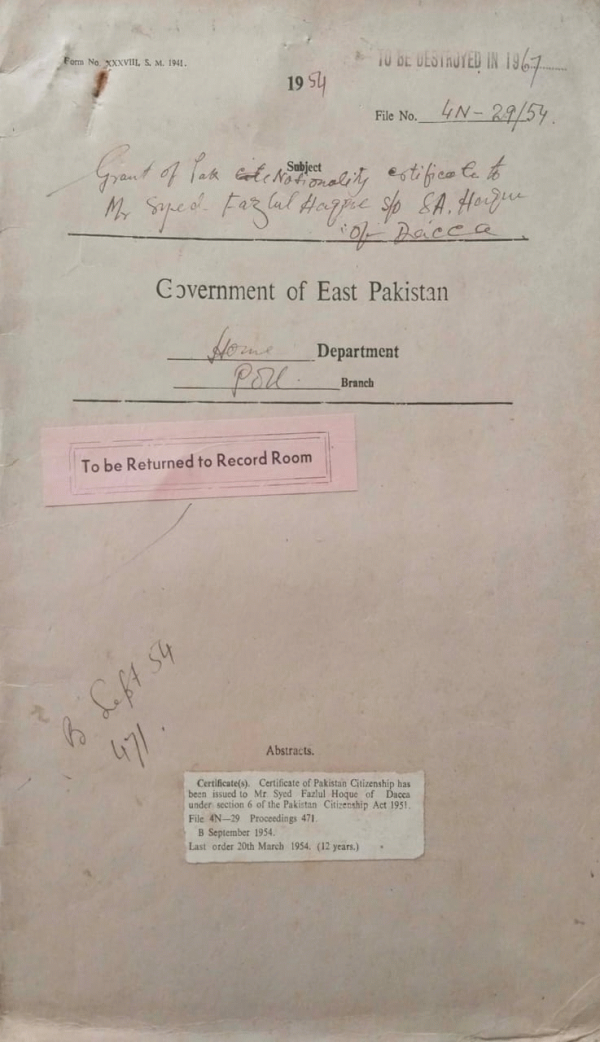 Form No. XXXVIII, S. M. 1941.
TO BE DESTROYED IN 1967
1954
File No. 4N-29/54.
Subject
Grant of Pak Nationality certificate to
Mr Syed Fazlul Haque s/o S.A. Haque
of Dacca.
Government of East Pakistan
Home Department
Poll. Branch
To be Returned to Record Room
B Sept 54
471.
Abstracts.
Certificate(s). Certificate of Pakistan Citizenship has
been issued to Mr Syed Fazlul Hoque of Dacca
under section 6 of the Pakistan Citizenship Act 1951.
File 4N—29 Proceedings 471.
B September 1954.
Last order 20th March 1954. (12 years.)